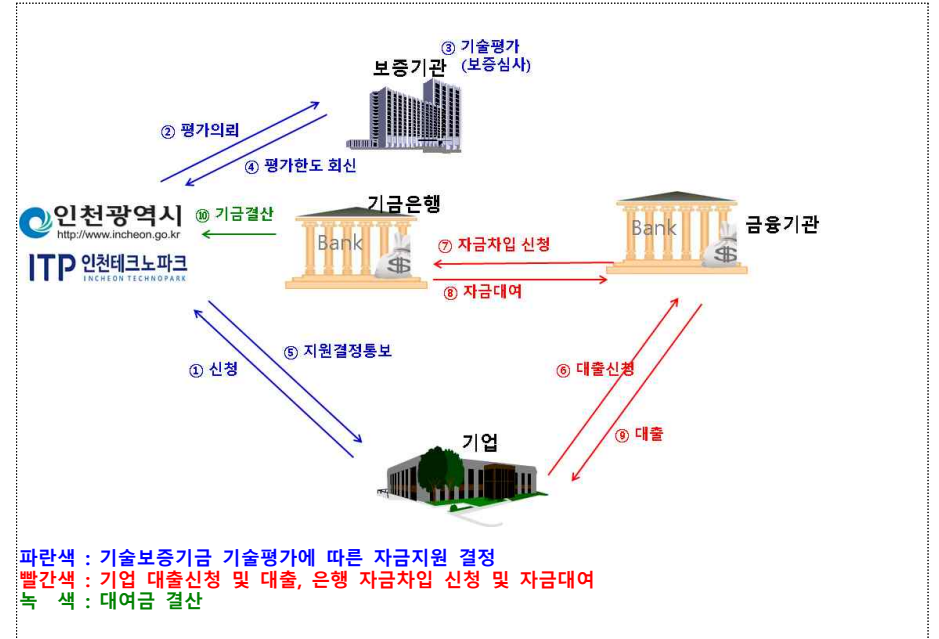 ③ 기술평가
(보증심사)
보증기관
② 평가의뢰
④ 평가한도 회신
인천광역시
http://www.incheon.go.kr
ITP 인천테크노파크
INCHEON TECHNOPARK
⑩ 기금결산
기금은행
Bank
$
⑦ 자금차입 신청
⑧ 자금대여
Bank
$
금융기관
⑤ 지원결정통보
① 신청
⑥ 대출신청
⑨ 대출
기업
파란색 : 기술보증기금 기술평가에 따른 자금지원 결정
빨간색 : 기업 대출신청 및 대출, 은행 자금차입 신청 및 자금대여
녹 색 : 대여금 결산